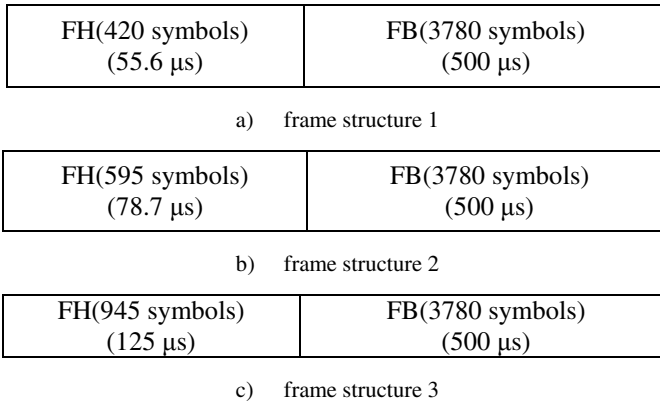 FH(420 symbols) FB(3780 symbols)
(55.6 μs) (500 μs)
a) frame structure 1
FH(595 symbols) FB(3780 symbols)
(78.7 μs) (500 μs)
b) frame structure 2
FH(945 symbols) FB(3780 symbols)
(125 μs) (500 μs)
c) frame structure 3